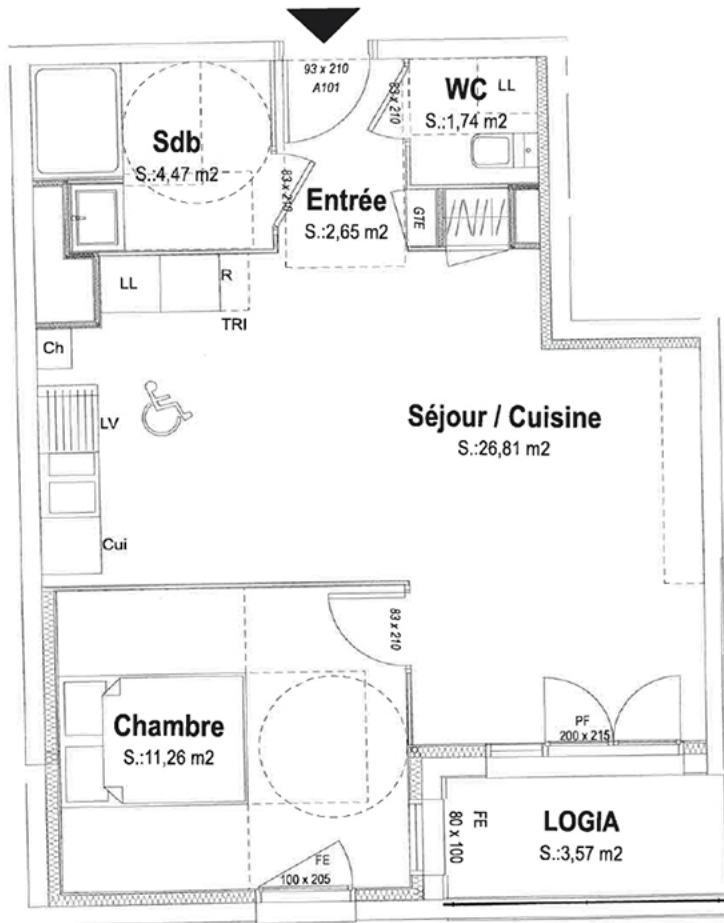 93 x 210
A101
83 x 210
WC
LL
S.:1,74 m2
Sdb
S.:4,47 m2
83 x 210
Entrée
S.:2,65 m2
GTE
LL
R
TRI
Ch
LV
Séjour / Cuisine
S.:26,81 m2
Cui
83 x 210
Chambre
S.:11,26 m2
PF
200 x 215
FE
80 x 100
LOGIA
S.:3,57 m2
FE
100 x 205